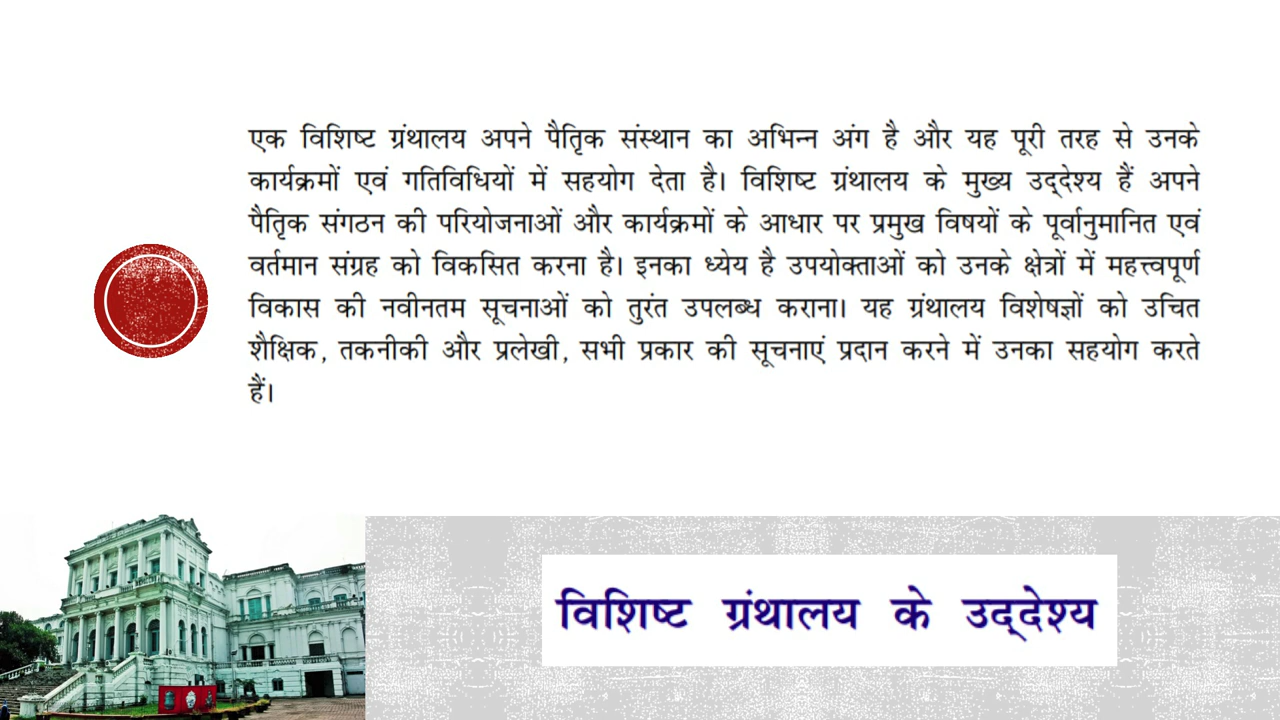 एक विशिष्ट ग्रंथालय अपने पैतृिक संस्थान का अभिन्न अंग है और यह पूरी तरह से उनके
कार्यक्रमों एवं गतिविधियों में सहयोग देता है। विशिष्ट ग्रंथालय के मुख्य उद्देश्य हैं अपने
पैतृिक संगठन की परियोजनाओं और कार्यक्रमों के आधार पर प्रमुख विषयों के पूर्वानुमानित एवं
वर्तमान संग्रह को विकसित करना है। इनका ध्येय है उपयोक्ताओं को उनके क्षेत्रों में महत्त्वपूर्ण
विकास की नवीनतम सूचनाओं को तुरंत उपलब्ध कराना। यह ग्रंथालय विशेषज्ञों को उचित
शैक्षिक, तकनीकी और प्रलेखी, सभी प्रकार की सूचनाएं प्रदान करने में उनका सहयोग करते
हैं।
विशिष्ट ग्रंथालय के उद्देश्य